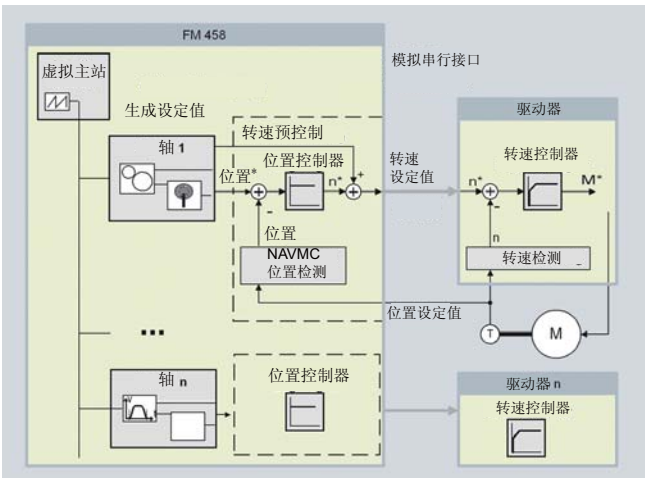 FM 458
虚拟主站
模拟串行接口
生成设定值
驱动器
转速预控制
轴 1
位置控制器
转速
设定值
转速控制器
位置*
+
n*
+
n*
M*
-
-
位置
n
NAVMC
位置检测
转速检测
-
位置设定值
T
M
...
轴 n
位置控制器
驱动器 n
转速控制器